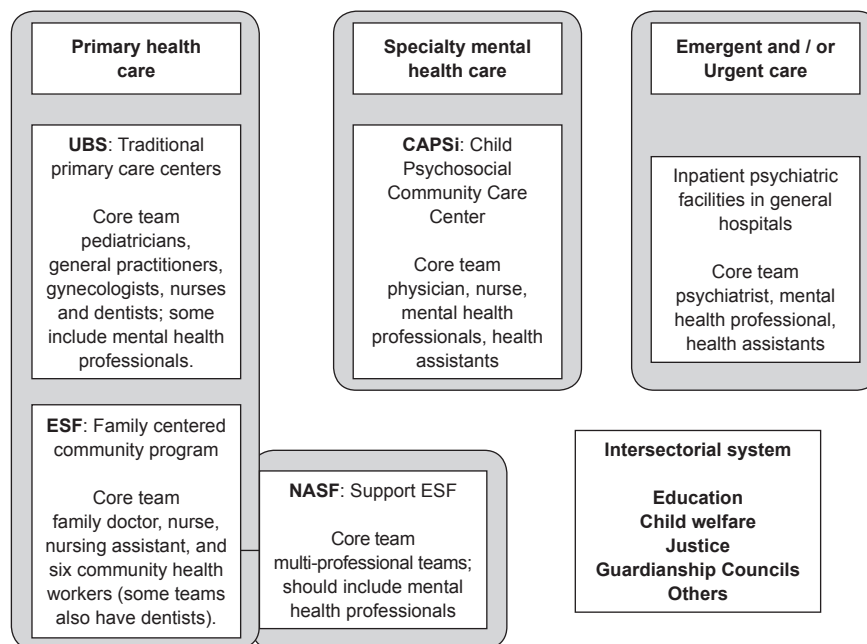 Primary health
care
UBS: Traditional
primary care centers
Core team
pediatricians,
general practitioners,
gynecologists, nurses
and dentists; some
include mental health
professionals.
ESF: Family centered
community program
Core team
family doctor, nurse,
nursing assistant, and
six community health
workers (some teams
also have dentists).
NASF: Support ESF
Core team
multi-professional teams;
should include mental
health professionals
Specialty mental
health care
CAPSi: Child
Psychosocial
Community Care
Center
Core team
physician, nurse,
mental health
professionals, health
assistants
Emergent and / or
Urgent care
Inpatient psychiatric
facilities in general
hospitals
Core team
psychiatrist, mental
health professional,
health assistants
Intersectorial system
Education
Child welfare
Justice
Guardianship Councils
Others